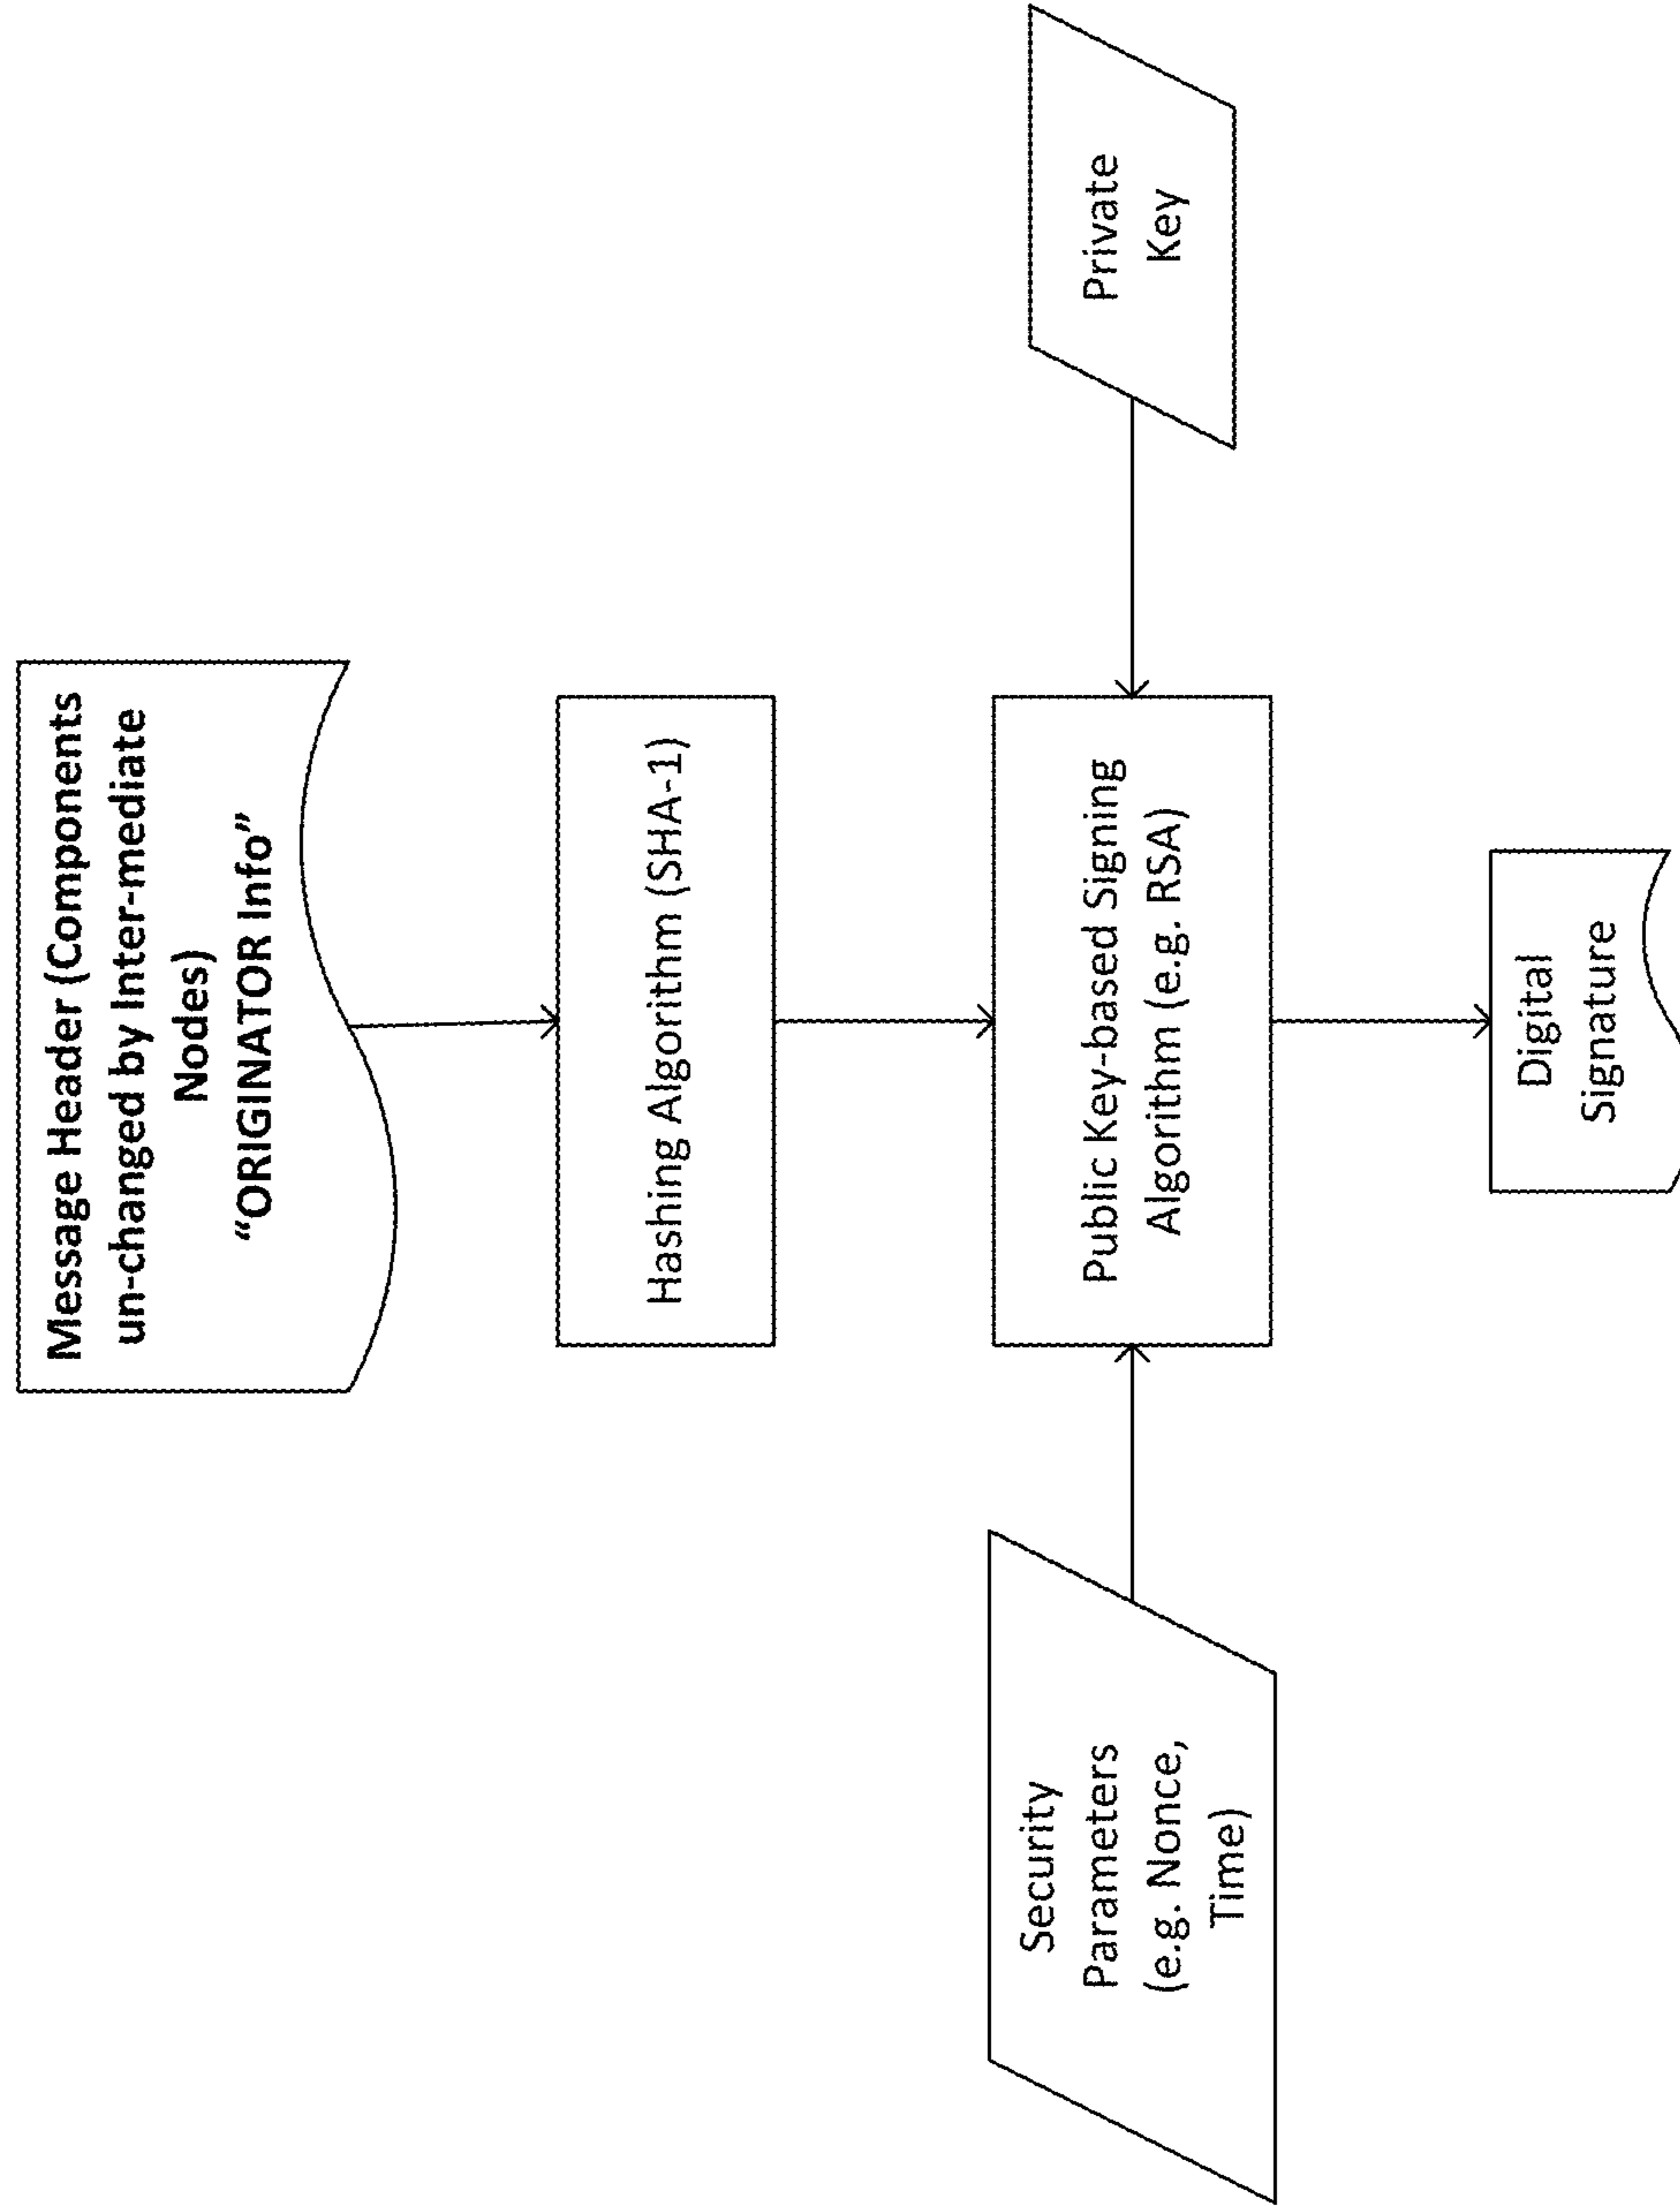 Message Header (Components
un-changed by Inter-mediate
Nodes)
“ORIGINATOR Info”
Hashing Algorithm (SHA-1)
Security
Parameters
(e.g. Nonce,
Time)
Public Key-based Signing
Algorithm (e.g. RSA)
Private
Key
Digital
Signature